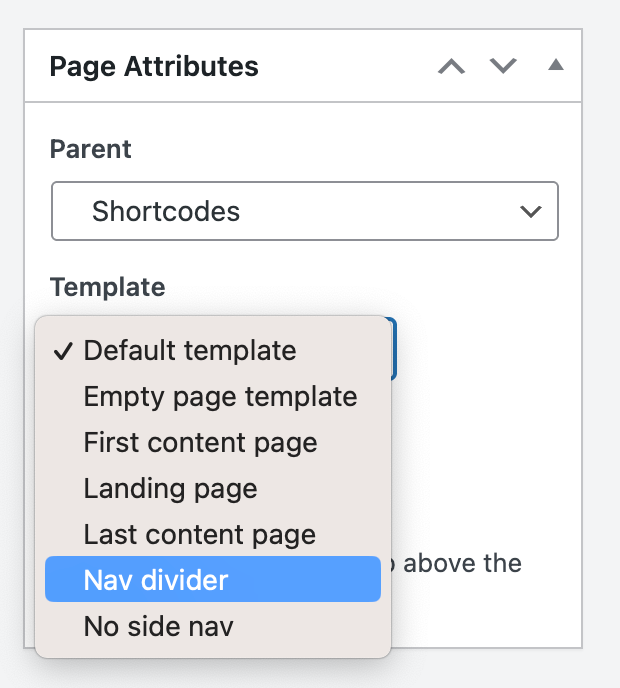 Page Attributes
Parent
Shortcodes
Template
Default template
Empty page template
First content page
Landing page
Last content page
above the
Nav divider
No side nav